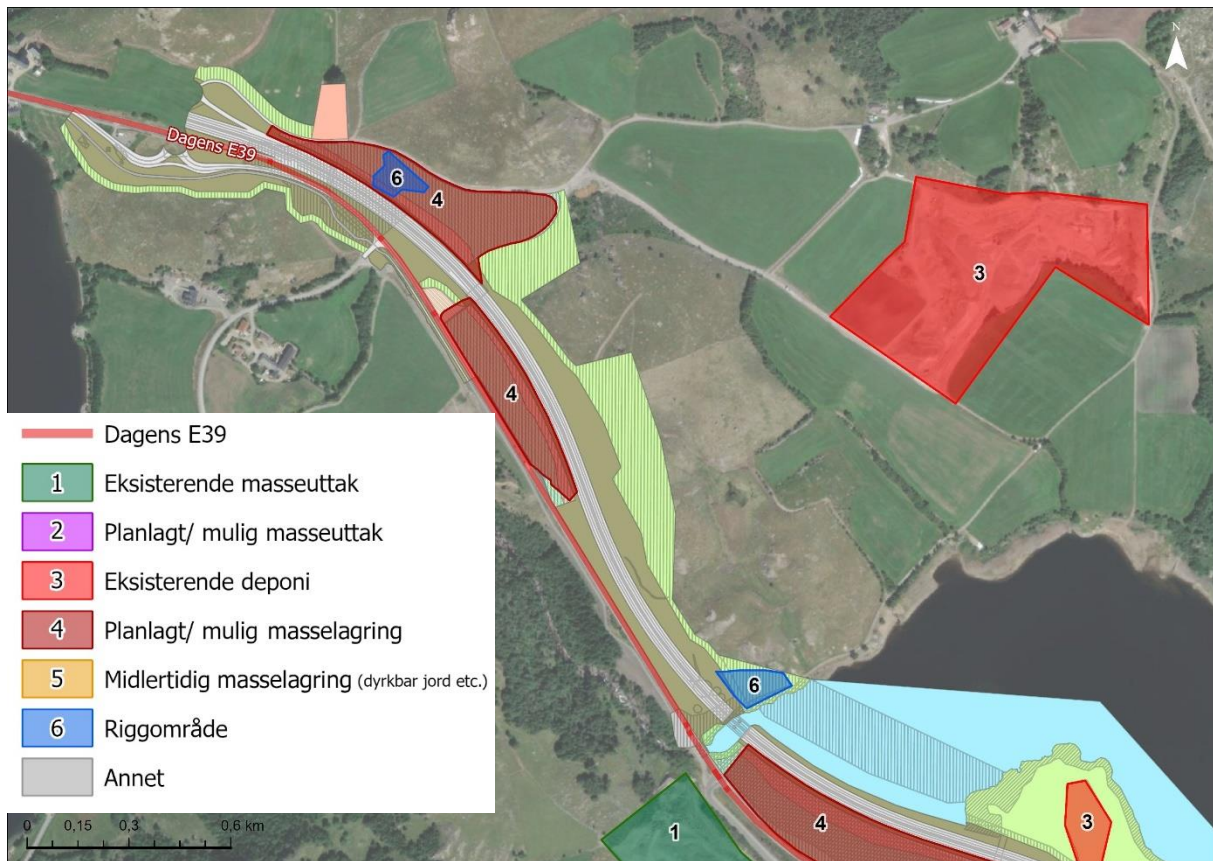 N
Dagens E39
6
4
3
4
Dagens E39
1 Eksisterende masseuttak
2 Planlagt/ mulig masseuttak
3 Eksisterende deponi
4 Planlagt/ mulig masselagring
5 Midlertidig masselagring (dyrkbar jord etc.)
6 Riggområde
Annet
0 0,15 0,3 0,6 km
6
1
4
3